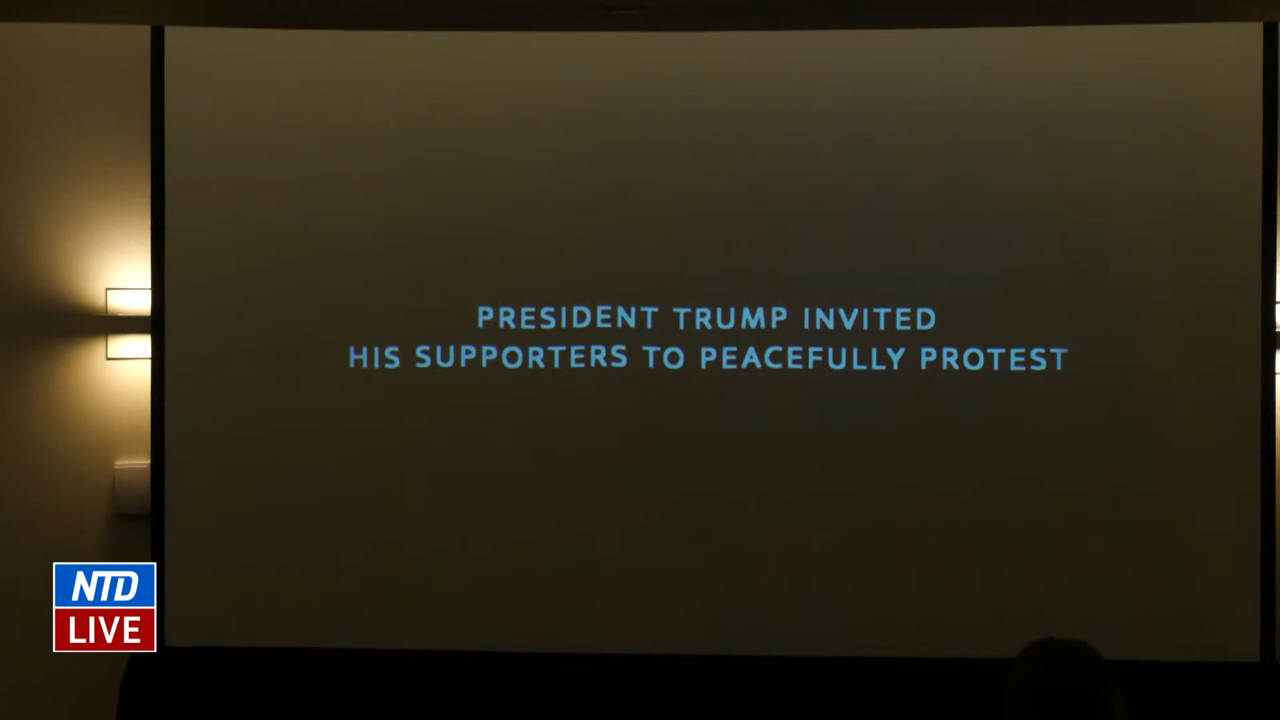 PRESIDENT TRUMP INVITED
HIS SUPPORTERS TO PEACEFULLY PROTEST
NTD
LIVE